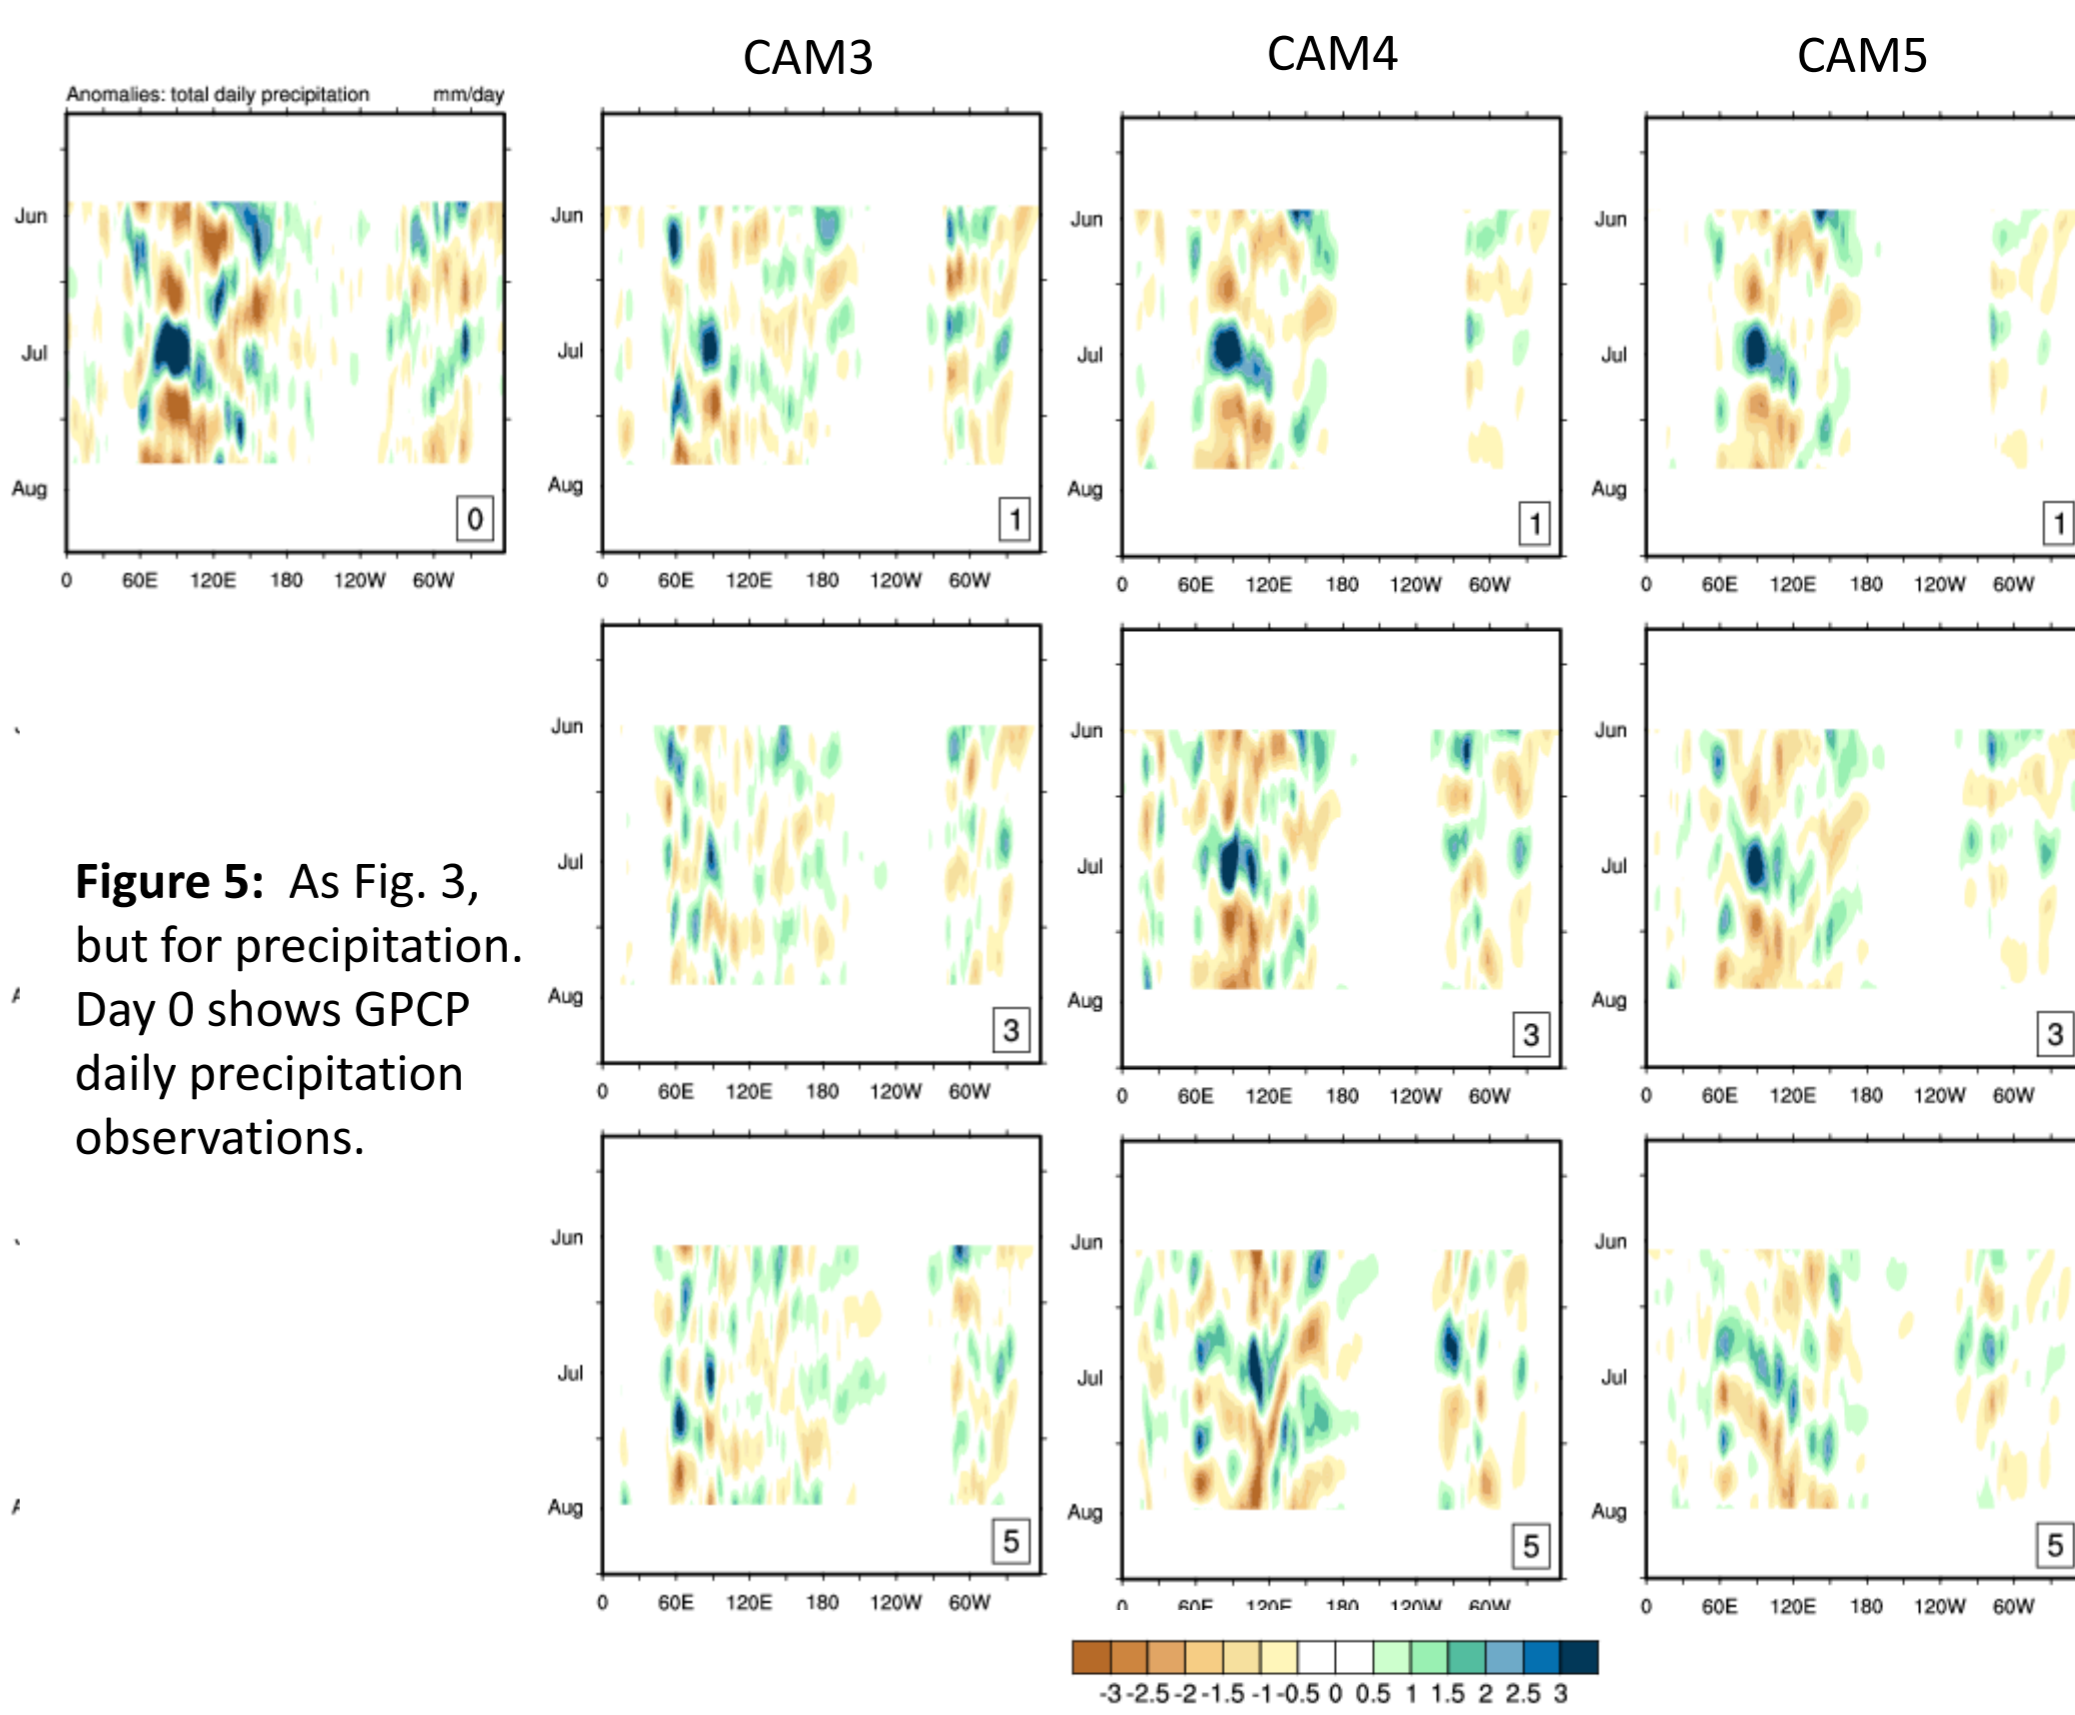 CAM3 CAM4 CAM5
Anomalies: total daily precipitation mm/day
Jun Jul Aug 0
0 60E 120E 180 120W 60W
Jun Jul Aug 1
0 60E 120E 180 120W 60W
Jun Jul Aug 1
0 60E 120E 180 120W 60W
Jun Jul Aug 1
0 60E 120E 180 120W 60W
Figure 5: As Fig. 3,
but for precipitation.
Day 0 shows GPCP
daily precipitation
observations.
Jun Jul Aug 3
0 60E 120E 180 120W 60W
Jun Jul Aug 3
0 60E 120E 180 120W 60W
Jun Jul Aug 3
0 60E 120E 180 120W 60W
Jun Jul Aug 5
0 60E 120E 180 120W 60W
Jun Jul Aug 5
0 60E 120E 180 120W 60W
Jun Jul Aug 5
0 60E 120E 180 120W 60W
-3 -2.5 -2 -1.5 -1 -0.5 0 0.5 1 1.5 2 2.5 3